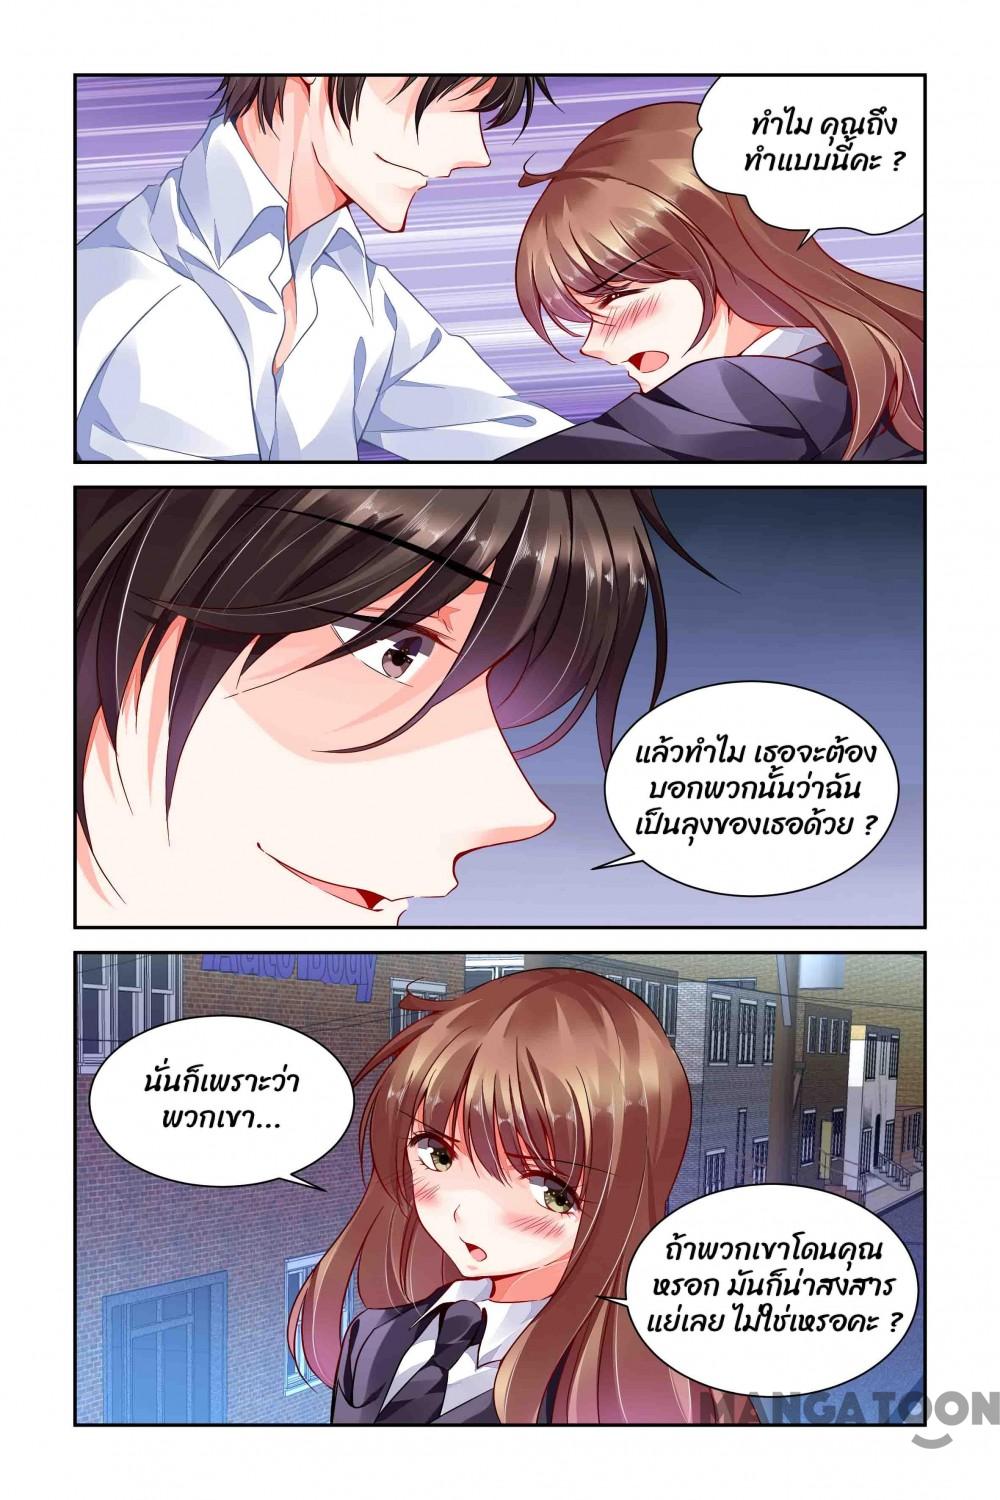 ทำไม คุณถึง
ทำแบบนี้คะ ?
แล้วทำไม เธอจะต้อง
บอกพวกนั้นว่าฉัน
เป็นลุงของเธอด้วย ?
Auto Body
นั่นก็เพราะว่า
พวกเขา...
ถ้าพวกเขาโดนคุณ
หรอก มันก็น่าสงสาร
แย่เลย ไม่ใช่เหรอคะ ?
MANGATOON